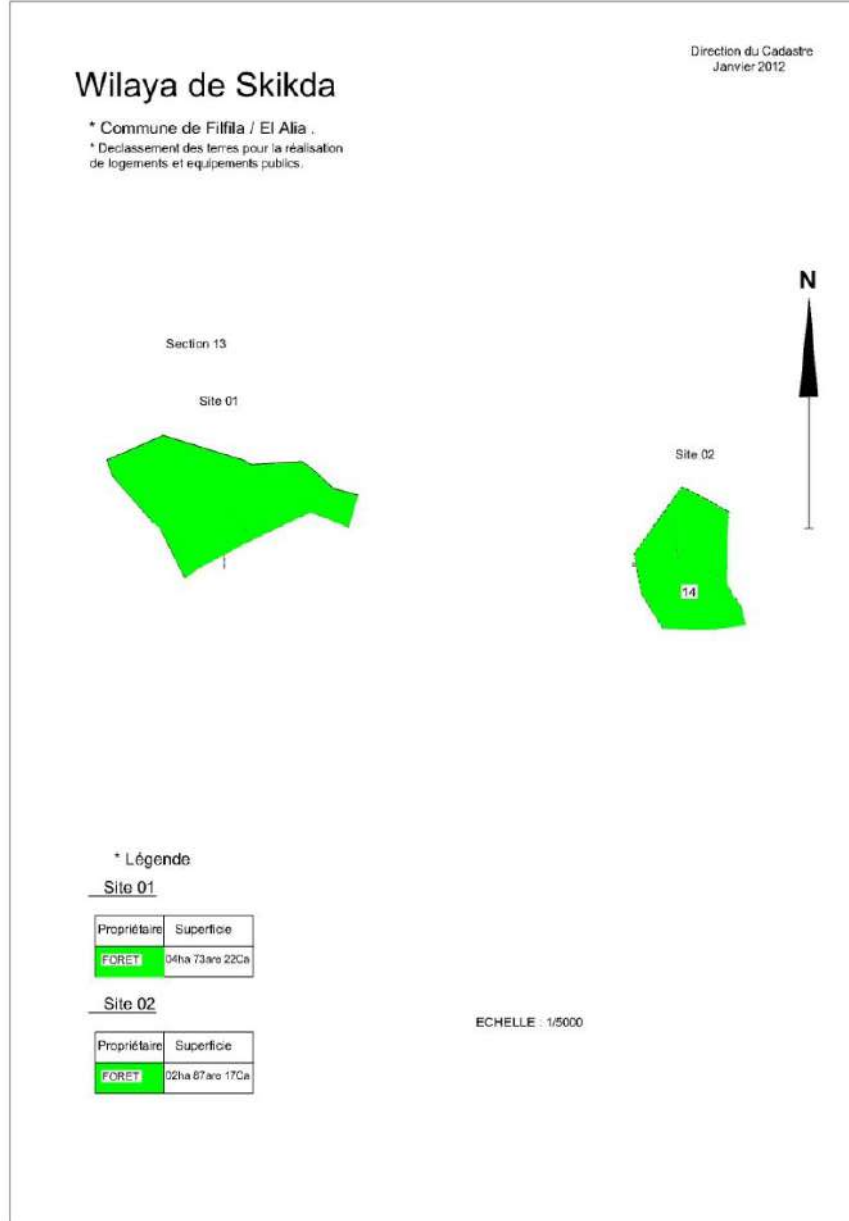 Direction du Cadastre
Janvier 2012
Wilaya de Skikda
* Commune de Filfila / El Alia .
* Declassement des terres pour la réalisation
de logements et equipements publics.
N
Section 13
Site 01
Site 02
14
* Légende
Site 01
Propriétaire Superficie
FORET 04ha 73are 22Ca
Site 02
Propriétaire Superficie
FORET 02ha 87are 17Ca
ECHELLE : 1/5000